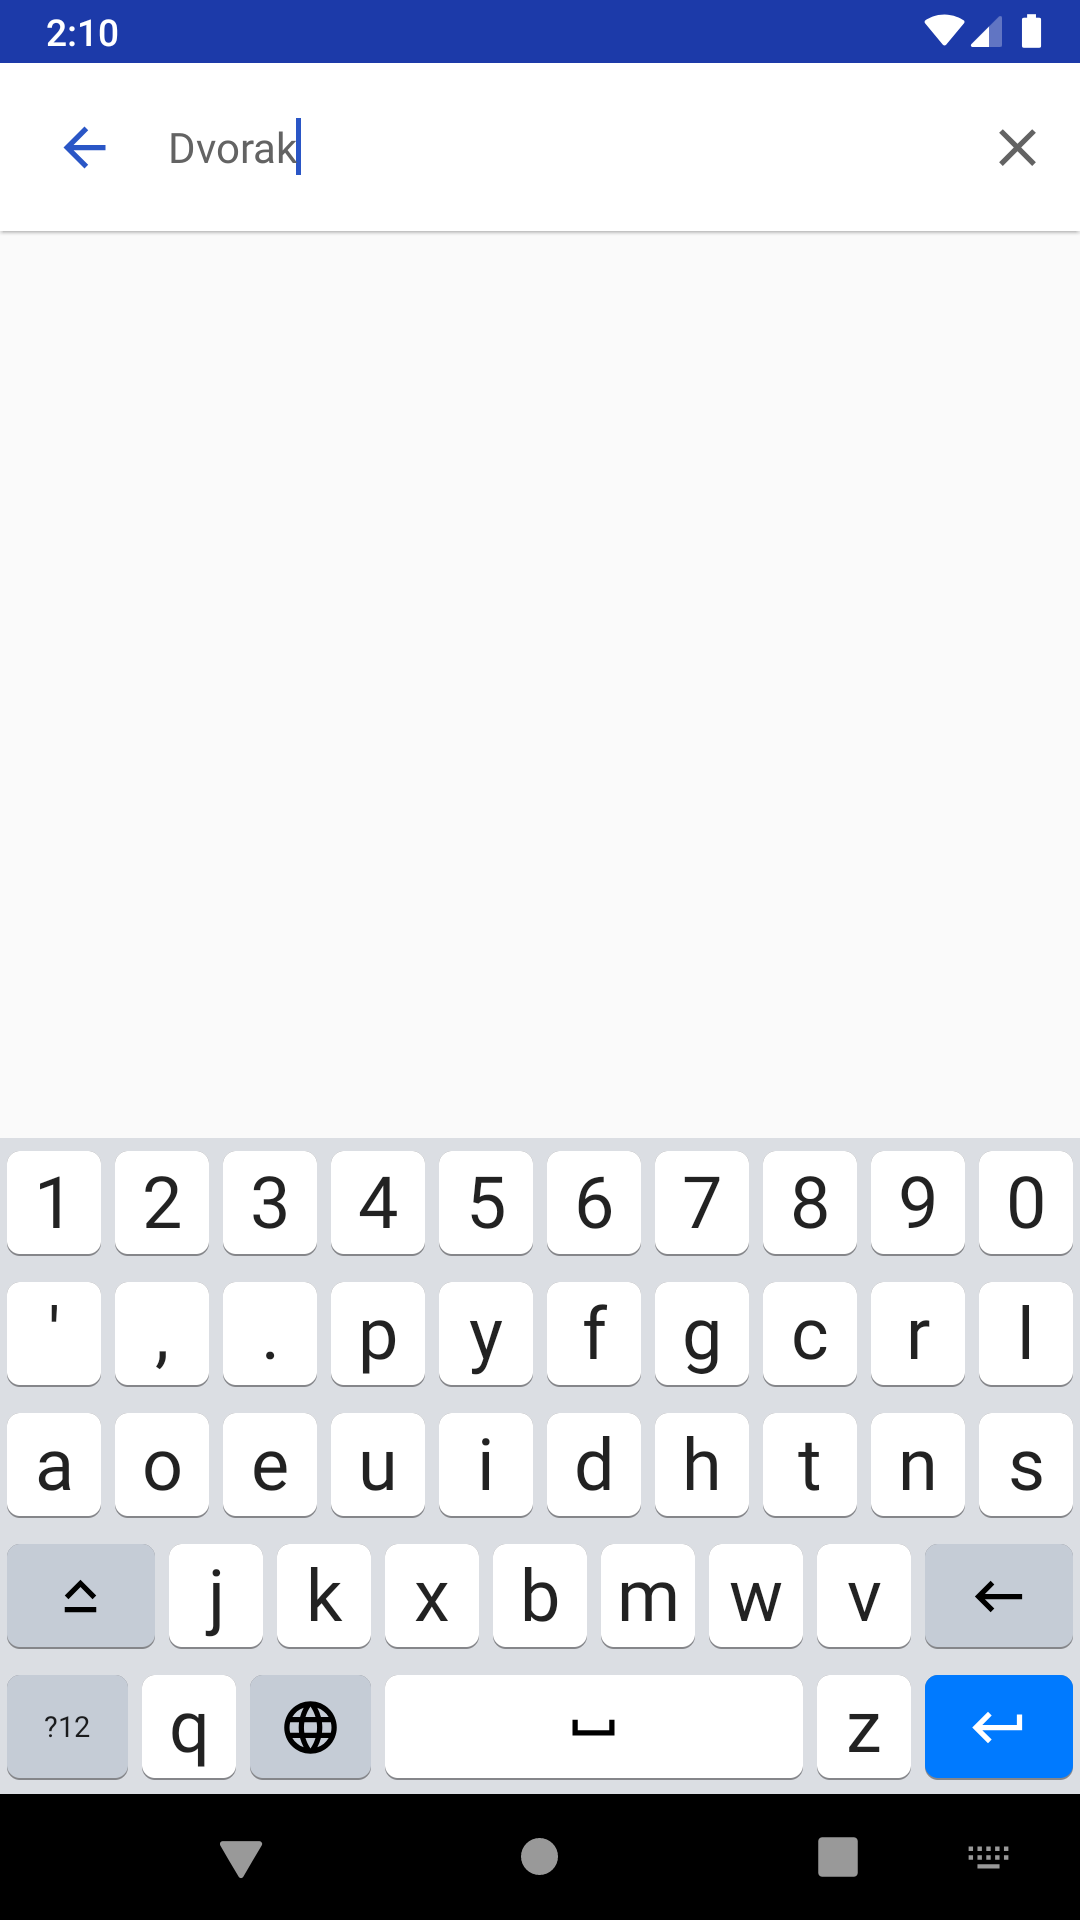 2:10
Dvorak
1 2 3 4 5 6 7 8 9 0
' , . p y f g c r l
a o e u i d h t n s
j k x b m w v
?12 q z